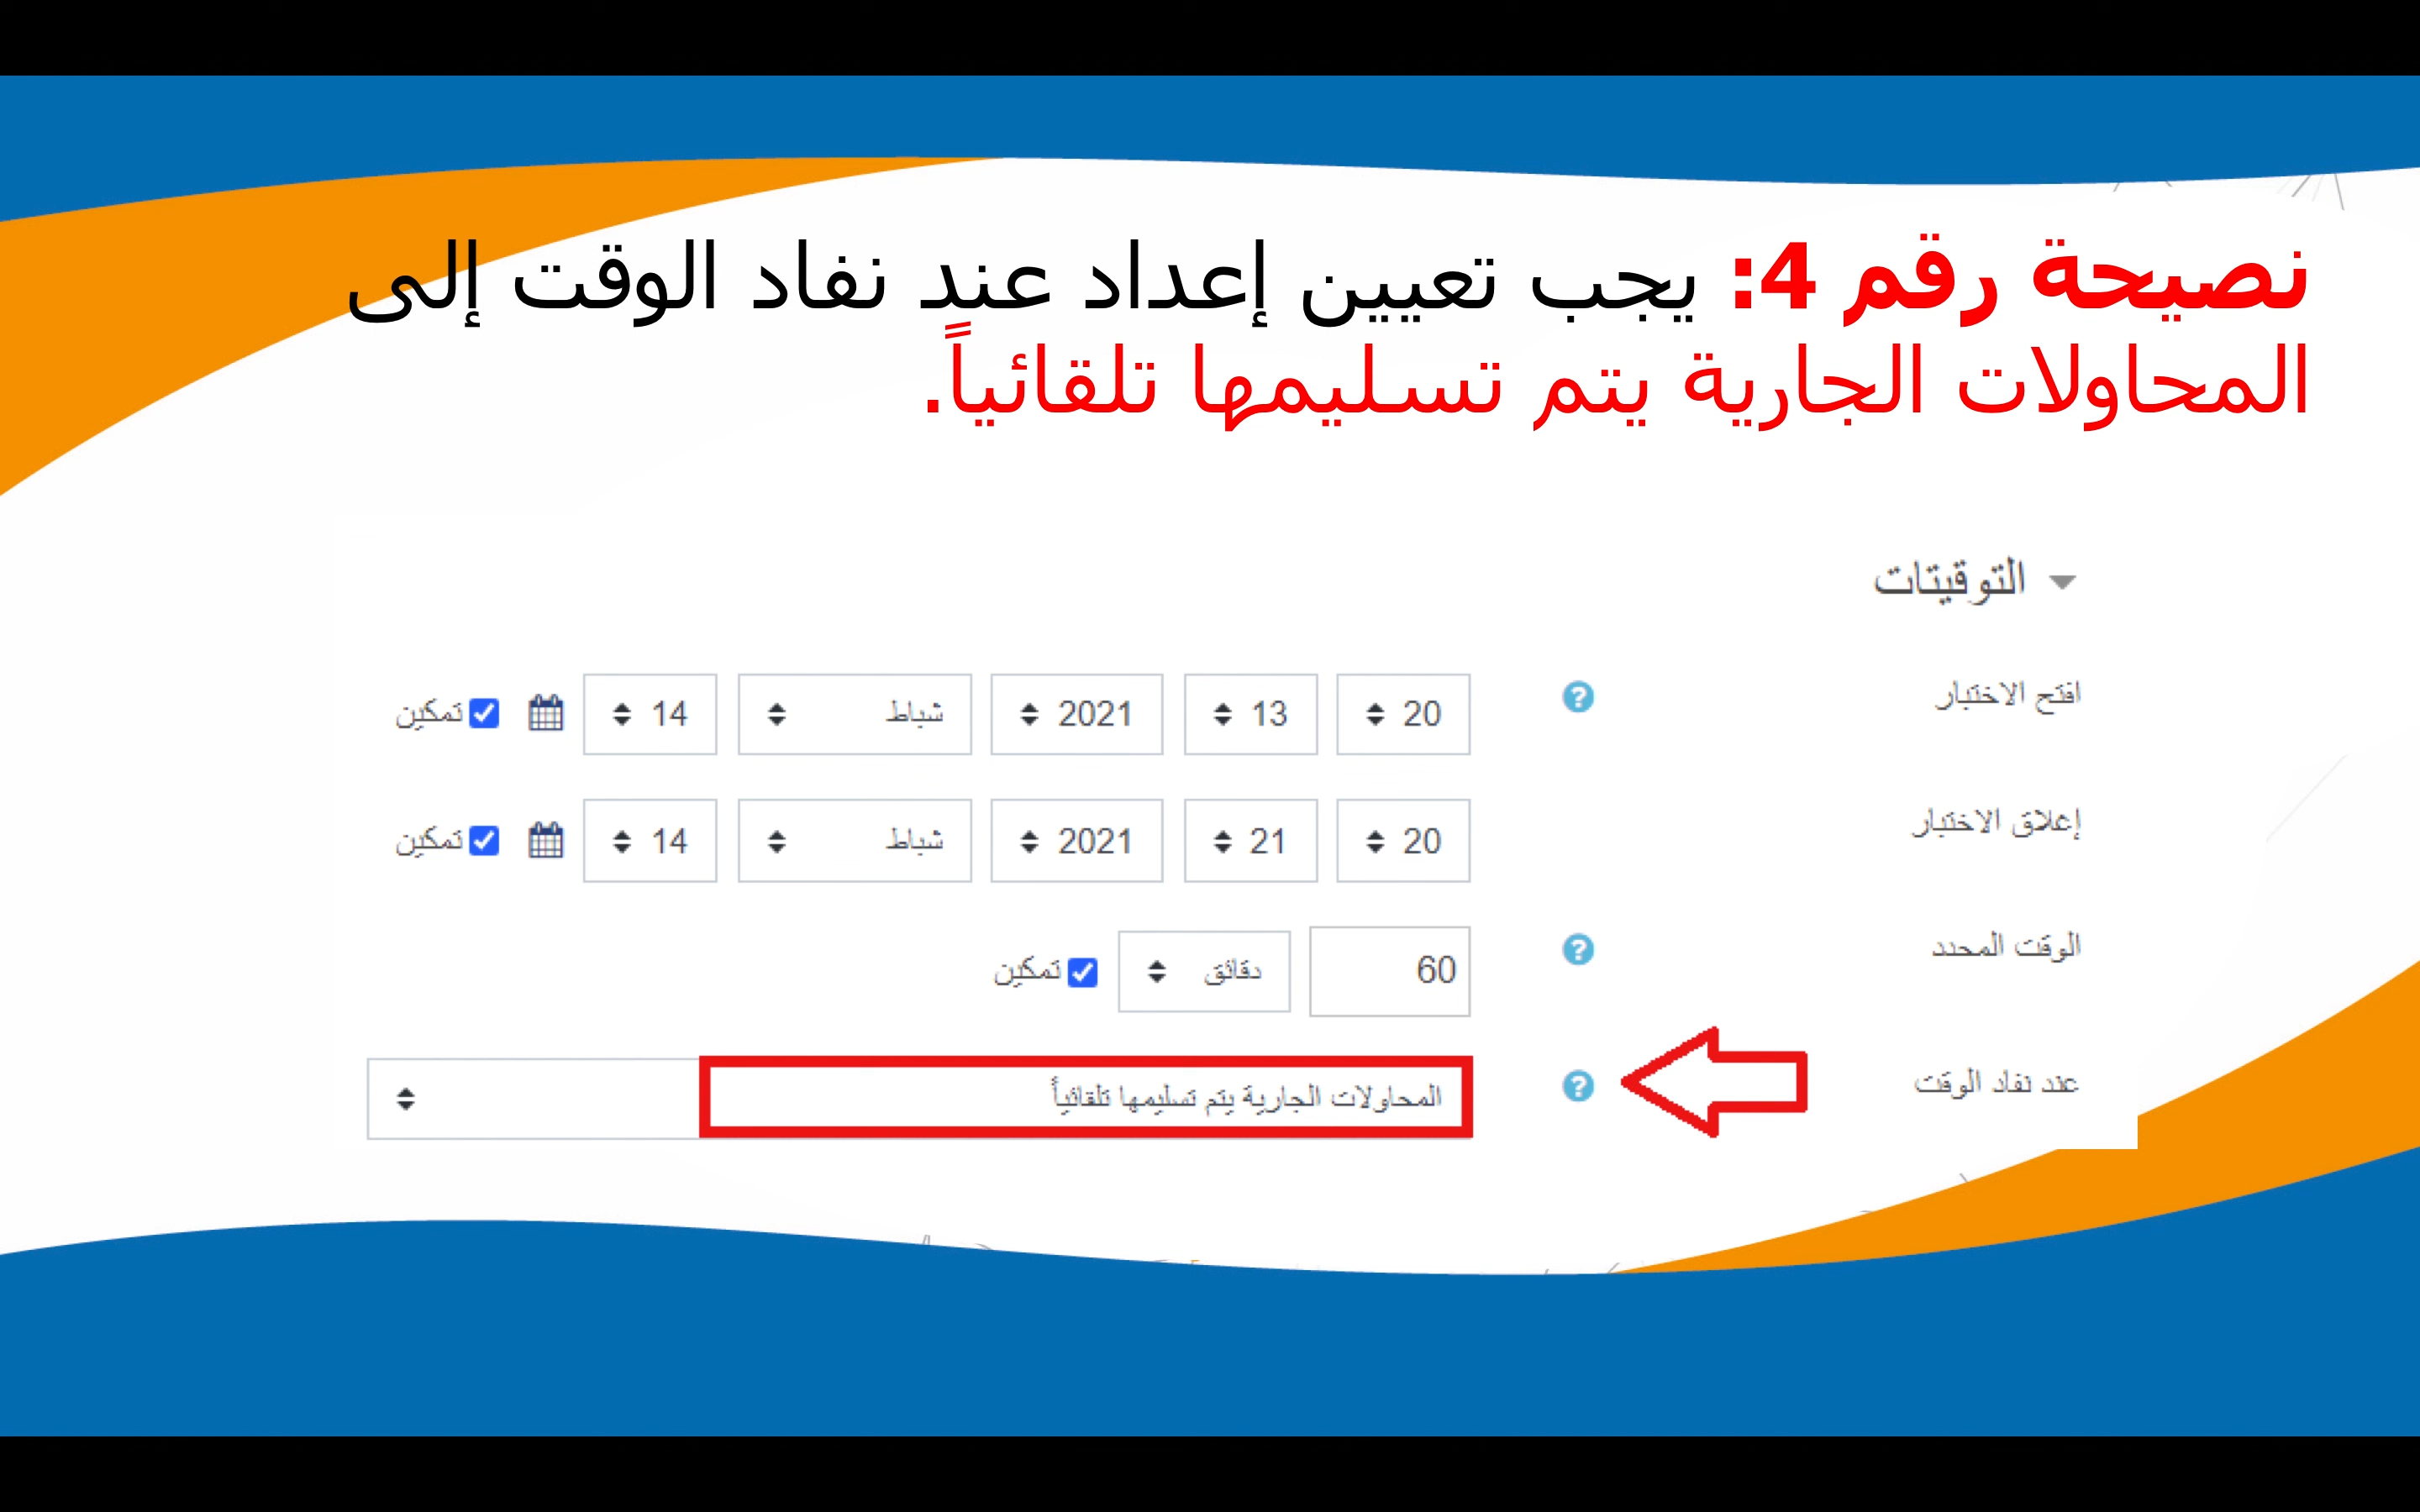 نصيحة رقم 4: يجب تعيين إعداد عند نفاد الوقت إلى
المحاولات الجارية يتم تسليمها تلقائياً.
التوقيتات
افتح الاختبار 20 13 2021 شباط 14 تمكين
إغلاق الاختبار 20 21 2021 شباط 14 تمكين
الوقت المحدد 60 دقائق تمكين
عند نفاد الوقت المحاولات الجارية يتم تسليمها تلقائياً